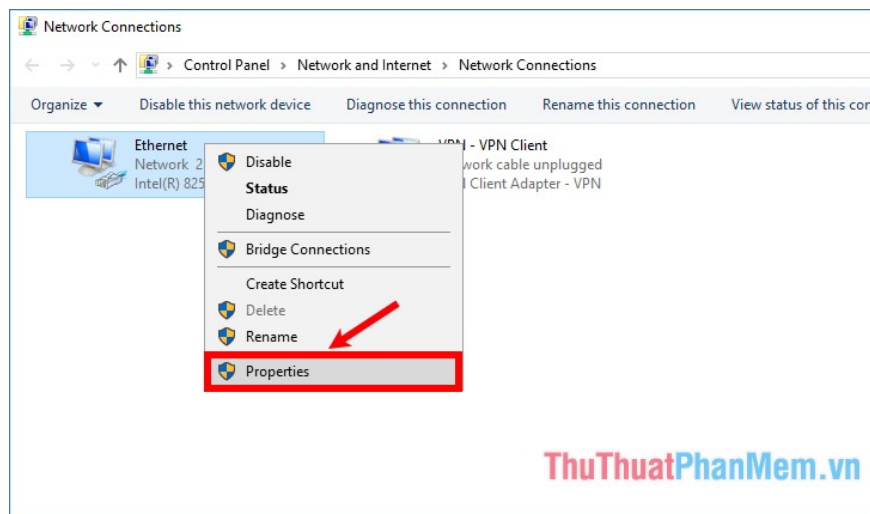 Network Connections
Control Panel > Network and Internet > Network Connections
Organize Disable this network device Diagnose this connection Rename this connection View status of this
Ethernet
Network 2
Intel(R) 825
VPN - VPN Client
cable unplugged
Client Adapter - VPN
Disable
Status
Diagnose
Bridge Connections
Create Shortcut
Delete
Rename
Properties
ThuThuatPhanMem.vn